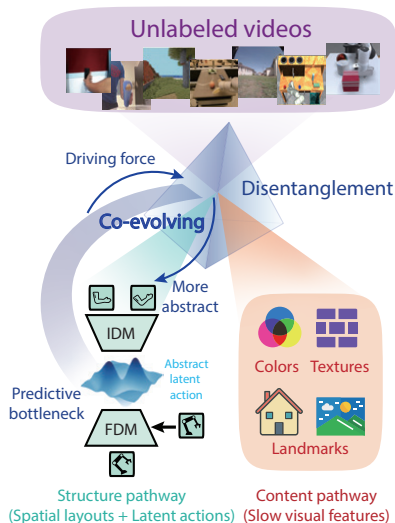 Unlabeled videos
Driving force
Disentanglement
Co-evolving
More
abstract
IDM
Colors Textures
Abstract
latent
action
Predictive
bottleneck
FDM
Landmarks
Structure pathway
(Spatial layouts + Latent actions)
Content pathway
(Slow visual features)